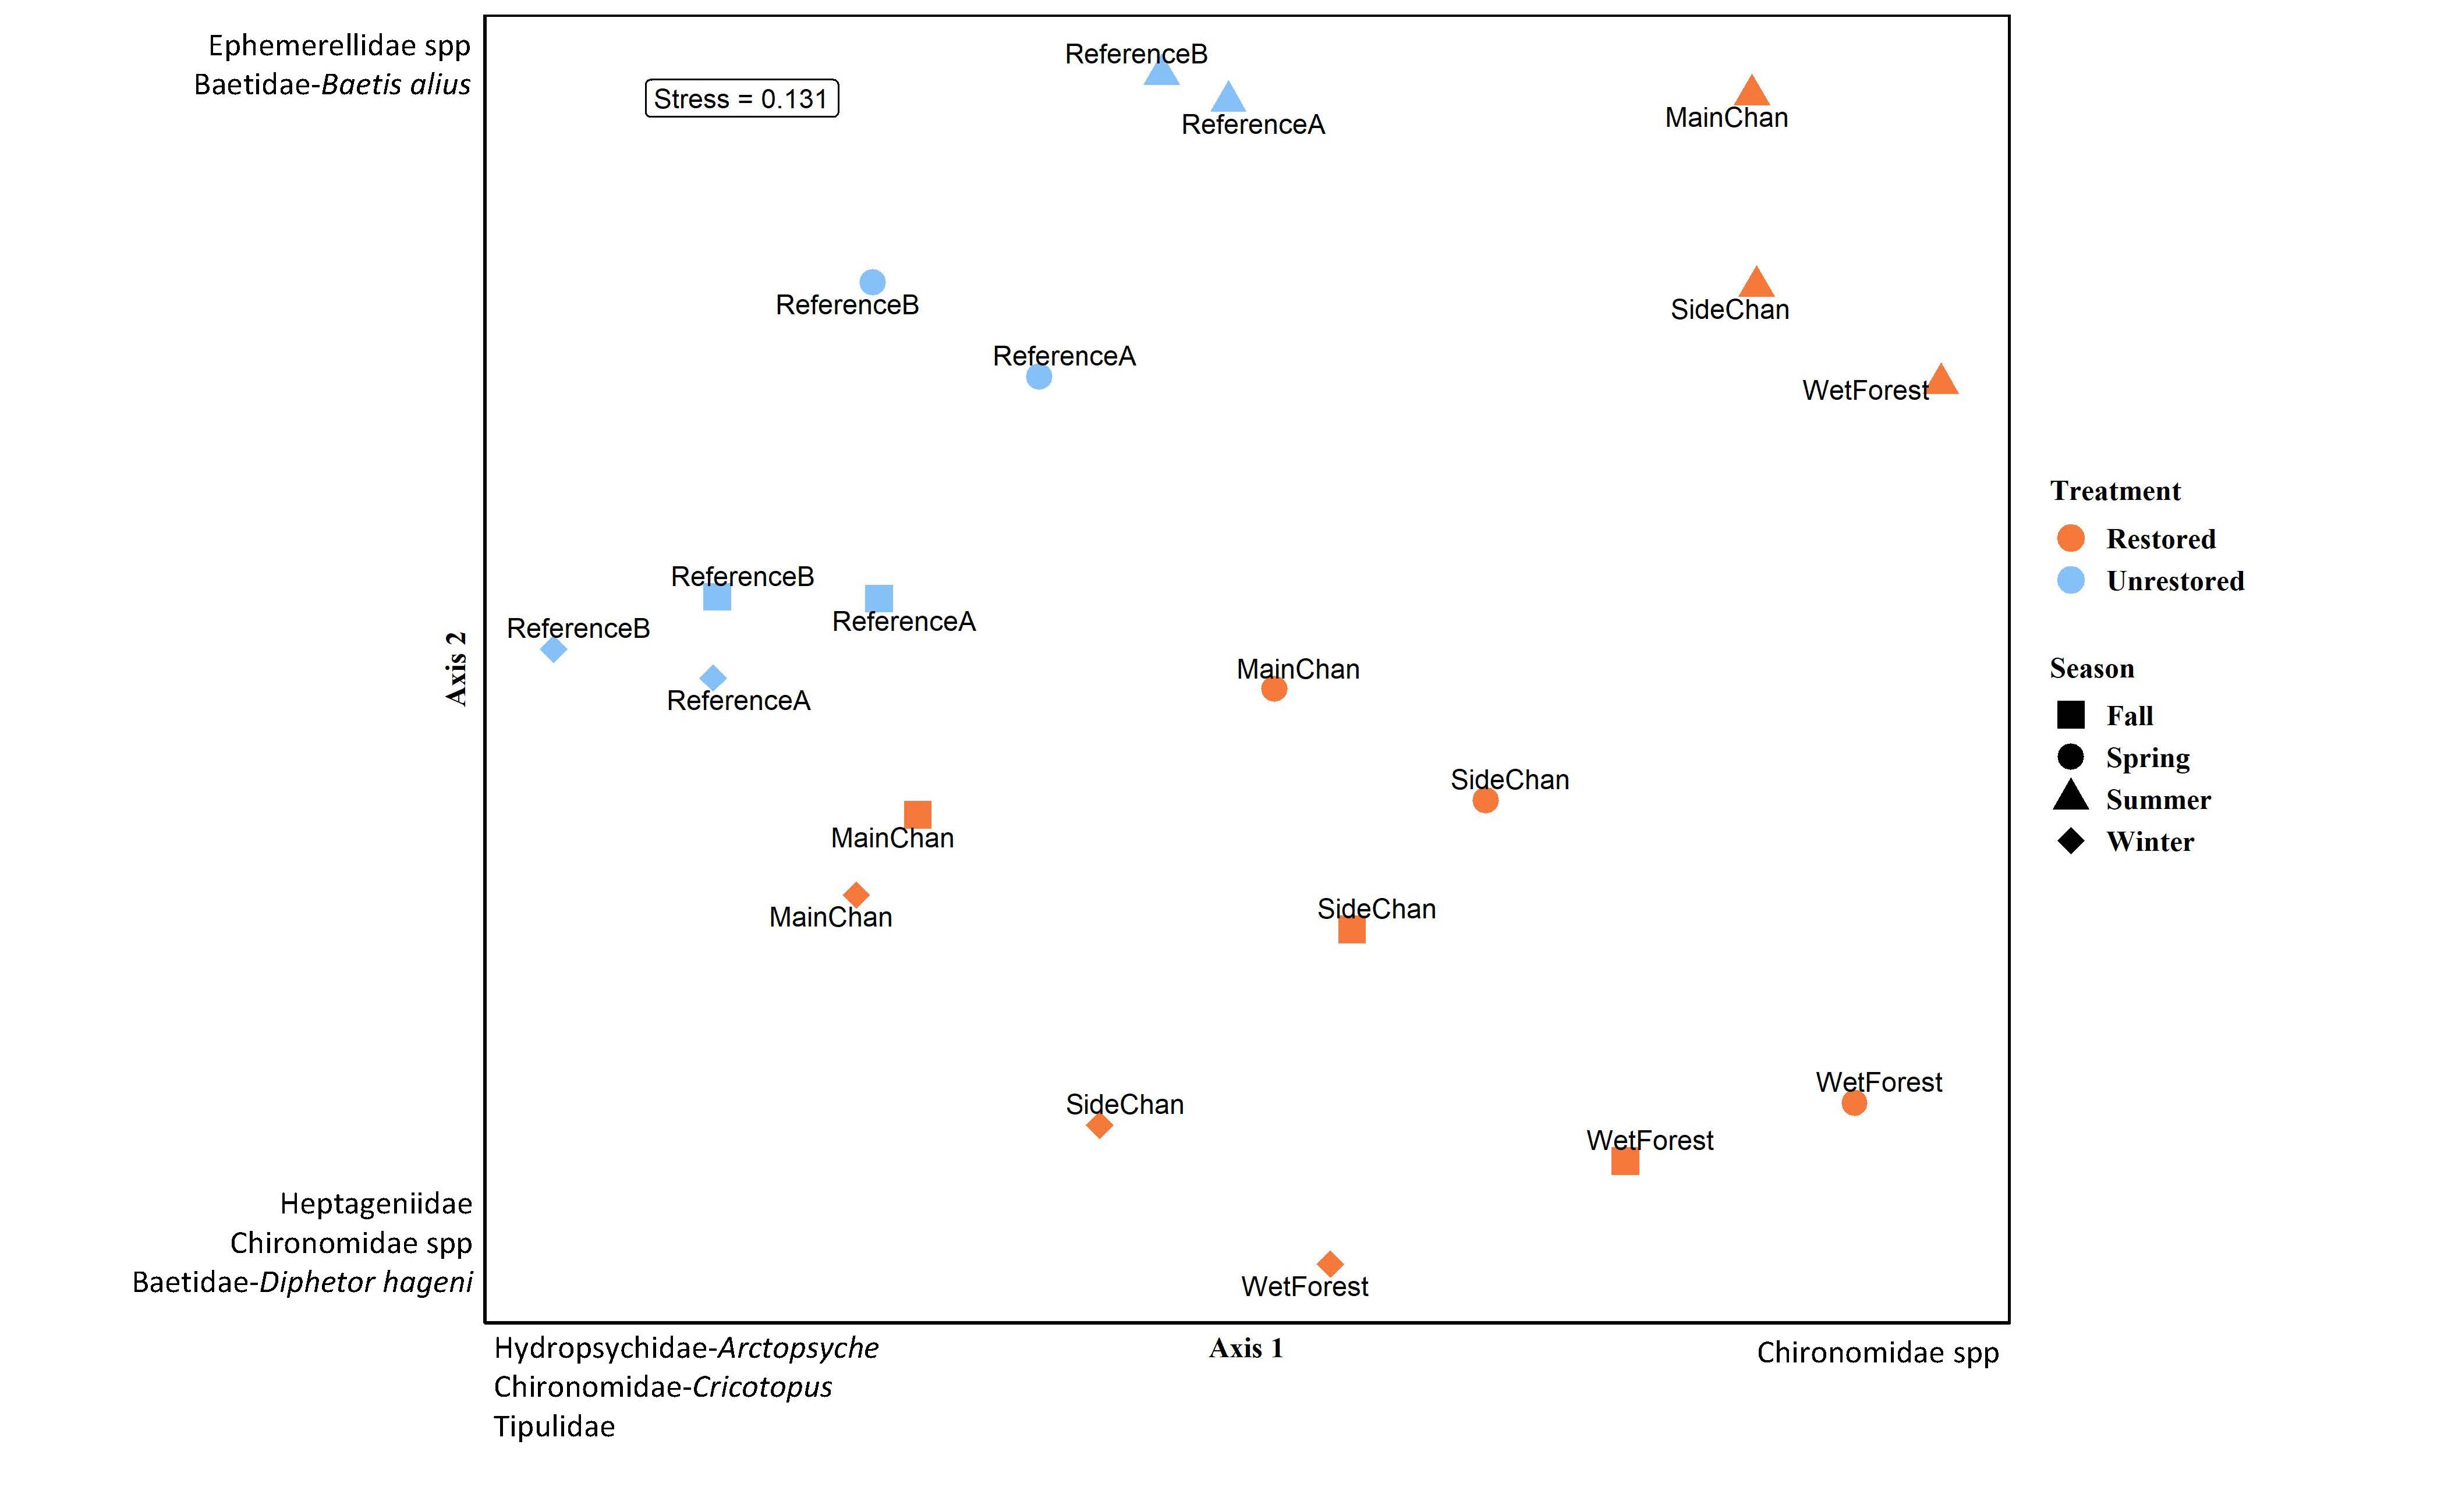 Ephemerellidae spp
Baetidae-Baetis alius
Stress = 0.131
ReferenceB
ReferenceA
MainChan
ReferenceB
SideChan
ReferenceA
WetForest
ReferenceB
ReferenceA
ReferenceB
ReferenceA
MainChan
SideChan
MainChan
MainChan
SideChan
WetForest
SideChan
WetForest
WetForest
Axis 2
Heptageniidae
Chironomidae spp
Baetidae-Diphetor hageni
Hydropsychidae-Arctopsyche
Chironomidae-Cricotopus
Tipulidae
Axis 1
Chironomidae spp
Treatment
Restored
Unrestored
Season
Fall
Spring
Summer
Winter